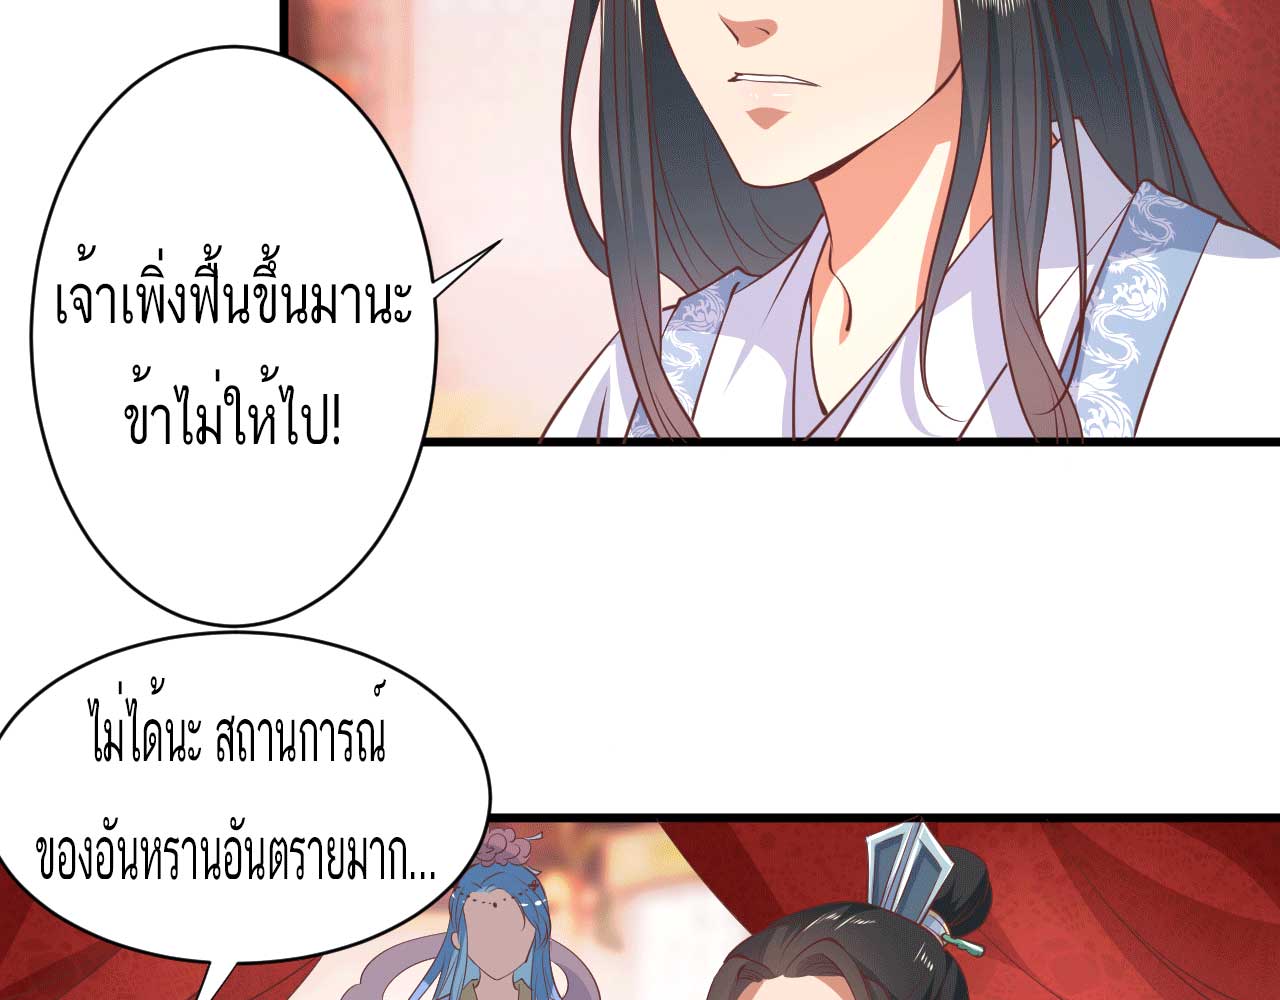 เจ้าเพิ่งฟื้นขึ้นมานะ
ข้าไม่ให้ไป!
ไม่ได้นะ สถานการณ์
ของอันหรานอันตรายมาก...